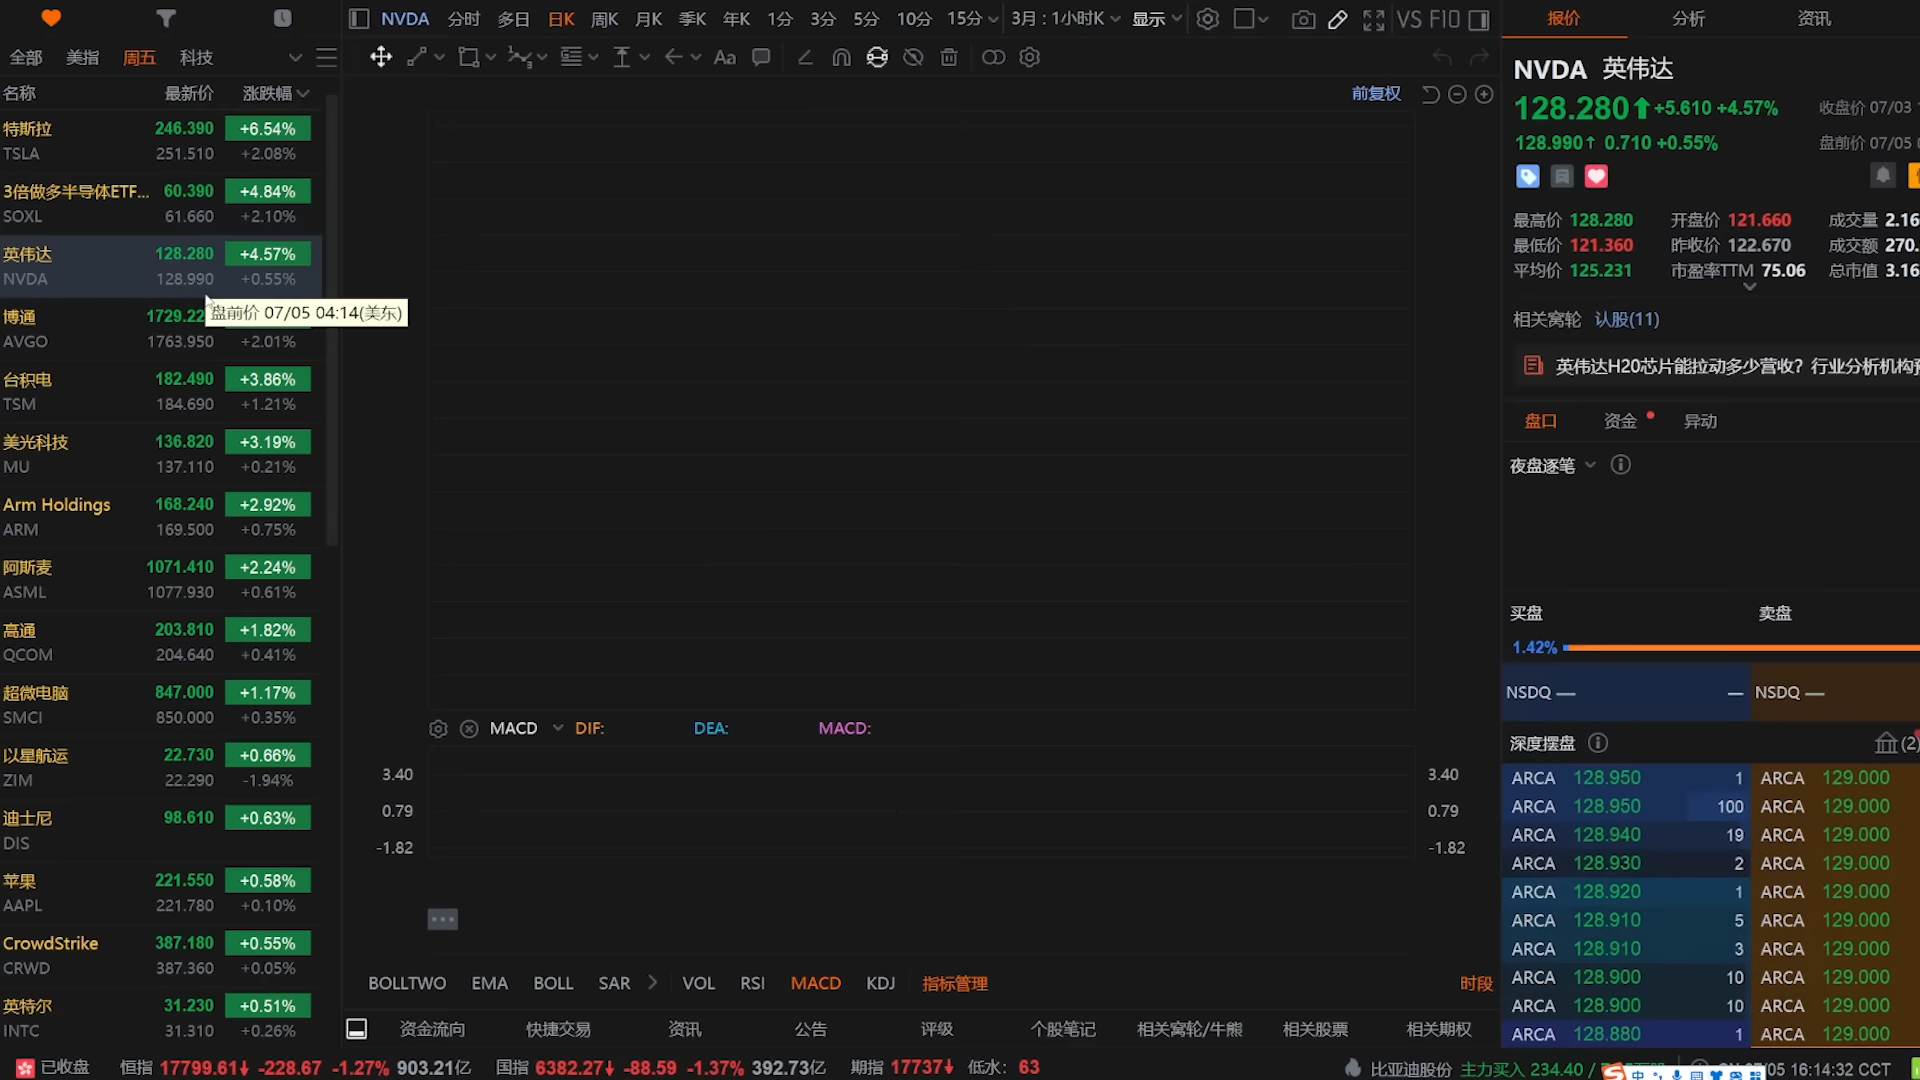 NVDA 分时 多日 日K 周K 月K 季K 年K 1分 3分 5分 10分 15分 3月 : 1小时K 显示 VS F10 报价 分析 资讯
全部 美指 周五 科技
Aa
名称 最新价 涨跌幅
前复权
特斯拉 246.390 +6.54%
TSLA 251.510 +2.08%
3倍做多半导体ETF... 60.390 +4.84%
SOXL 61.660 +2.10%
英伟达 128.280 +4.57%
NVDA 128.990 +0.55%
盘前价 07/05 04:14(美东)
博通 1729.22
AVGO 1763.950 +2.01%
台积电 182.490 +3.86%
TSM 184.690 +1.21%
美光科技 136.820 +3.19%
MU 137.110 +0.21%
Arm Holdings 168.240 +2.92%
ARM 169.500 +0.75%
阿斯麦 1071.410 +2.24%
ASML 1077.930 +0.61%
高通 203.810 +1.82%
QCOM 204.640 +0.41%
超微电脑 847.000 +1.17%
SMCI 850.000 +0.35%
以星航运 22.730 +0.66%
ZIM 22.290 -1.94%
迪士尼 98.610 +0.63%
DIS
苹果 221.550 +0.58%
AAPL 221.780 +0.10%
CrowdStrike 387.180 +0.55%
CRWD 387.360 +0.05%
英特尔 31.230 +0.51%
INTC 31.310 +0.26%
MACD DIF: DEA: MACD:
3.40 3.40
0.79 0.79
-1.82 -1.82
BOLLTWO EMA BOLL SAR VOL RSI MACD KDJ 指标管理 时段
资金流向 快捷交易 资讯 公告 评级 个股笔记 相关窝轮/牛熊 相关股票 相关期权
NVDA 英伟达
128.280 +5.610 +4.57% 收盘价 07/03
128.990↑ 0.710 +0.55% 盘前价 07/05
最高价 128.280 开盘价 121.660 成交量 2.16
最低价 121.360 昨收价 122.670 成交额 270.
平均价 125.231 市盈率TTM 75.06 总市值 3.16
相关窝轮 认股(11)
英伟达H20芯片能拉动多少营收？行业分析机构预
盘口 资金 异动
夜盘逐笔
买盘 卖盘
1.42%
NSDQ — — NSDQ —
深度摆盘 (2)
ARCA 128.950 1 ARCA 129.000
ARCA 128.950 100 ARCA 129.000
ARCA 128.940 19 ARCA 129.000
ARCA 128.930 2 ARCA 129.000
ARCA 128.920 1 ARCA 129.000
ARCA 128.910 5 ARCA 129.000
ARCA 128.910 3 ARCA 129.000
ARCA 128.900 10 ARCA 129.000
ARCA 128.900 10 ARCA 129.000
ARCA 128.880 1 ARCA 129.000
已收盘 恒指 17799.61↓ -228.67 -1.27% 903.21亿 国指 6382.27↓ -88.59 -1.37% 392.73亿 期指 17737↓ 低水: 63 比亚迪股份 主力买入 234.40 / 16:14:32 CCT